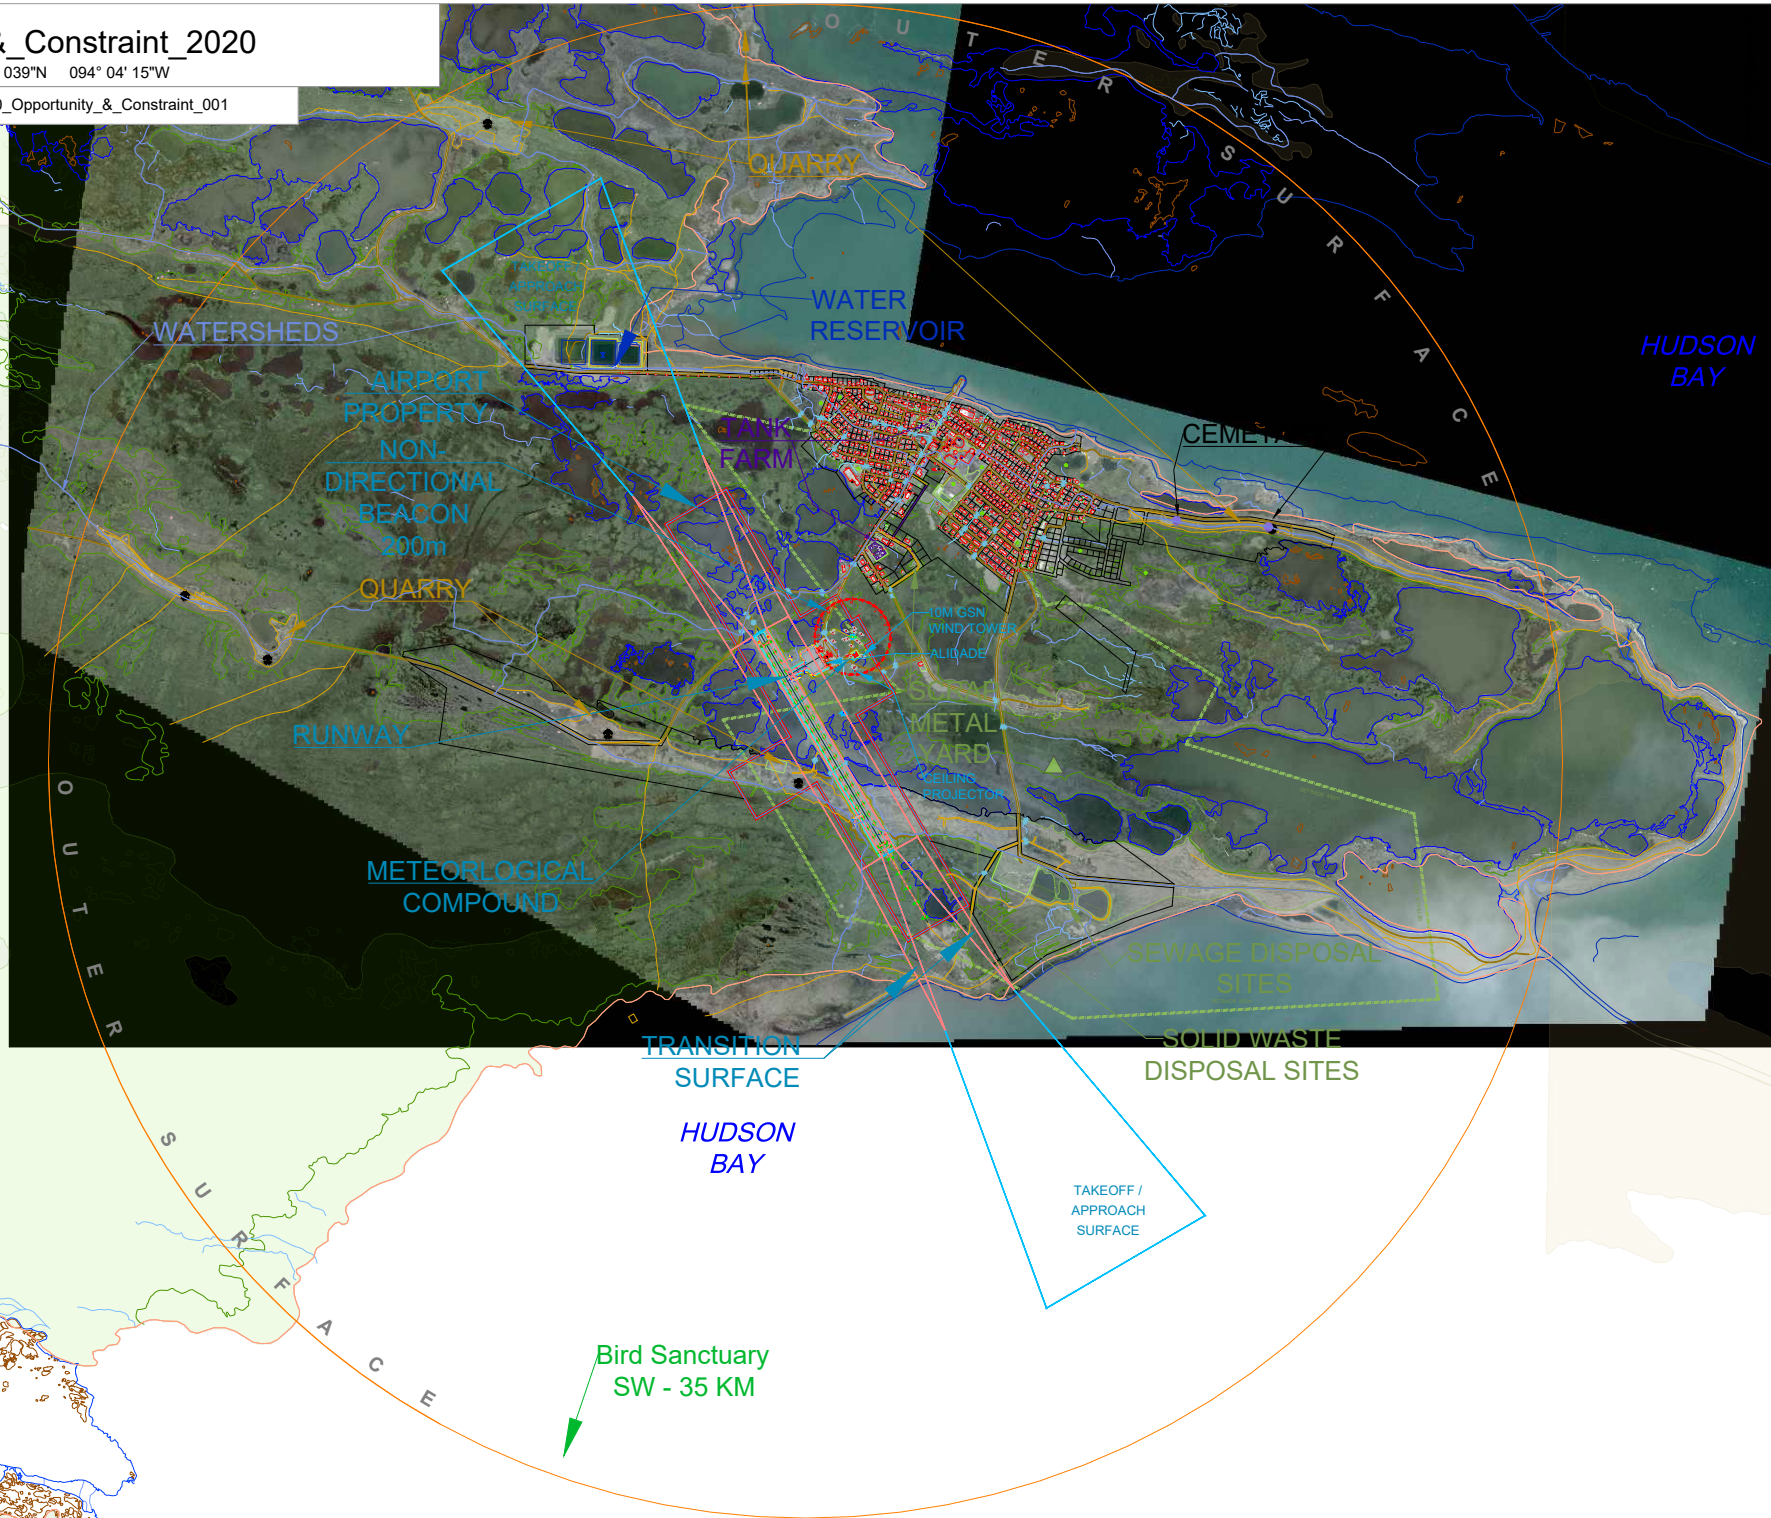 &_Constraint_2020
039"N 094° 04' 15"W
_Opportunity_&_Constraint_001
OUTER SURFACE
QUARRY
TAKEOFF /
APPROACH
SURFACE
WATERSHEDS
WATER
RESERVOIR
HUDSON
BAY
AIRPORT
PROPERTY
NON-
DIRECTIONAL
BEACON
200m
TANK
FARM
QUARRY
10M GSN
WIND TOWER
ALIDADE
METAL
YARD
RUNWAY
CEILING
PROJECTOR
METEORLOGICAL
COMPOUND
SEWAGE DISPOSAL
SITES
SOLID WASTE
DISPOSAL SITES
TRANSITION
SURFACE
HUDSON
BAY
TAKEOFF /
APPROACH
SURFACE
OUTER SURFACE
Bird Sanctuary
SW - 35 KM